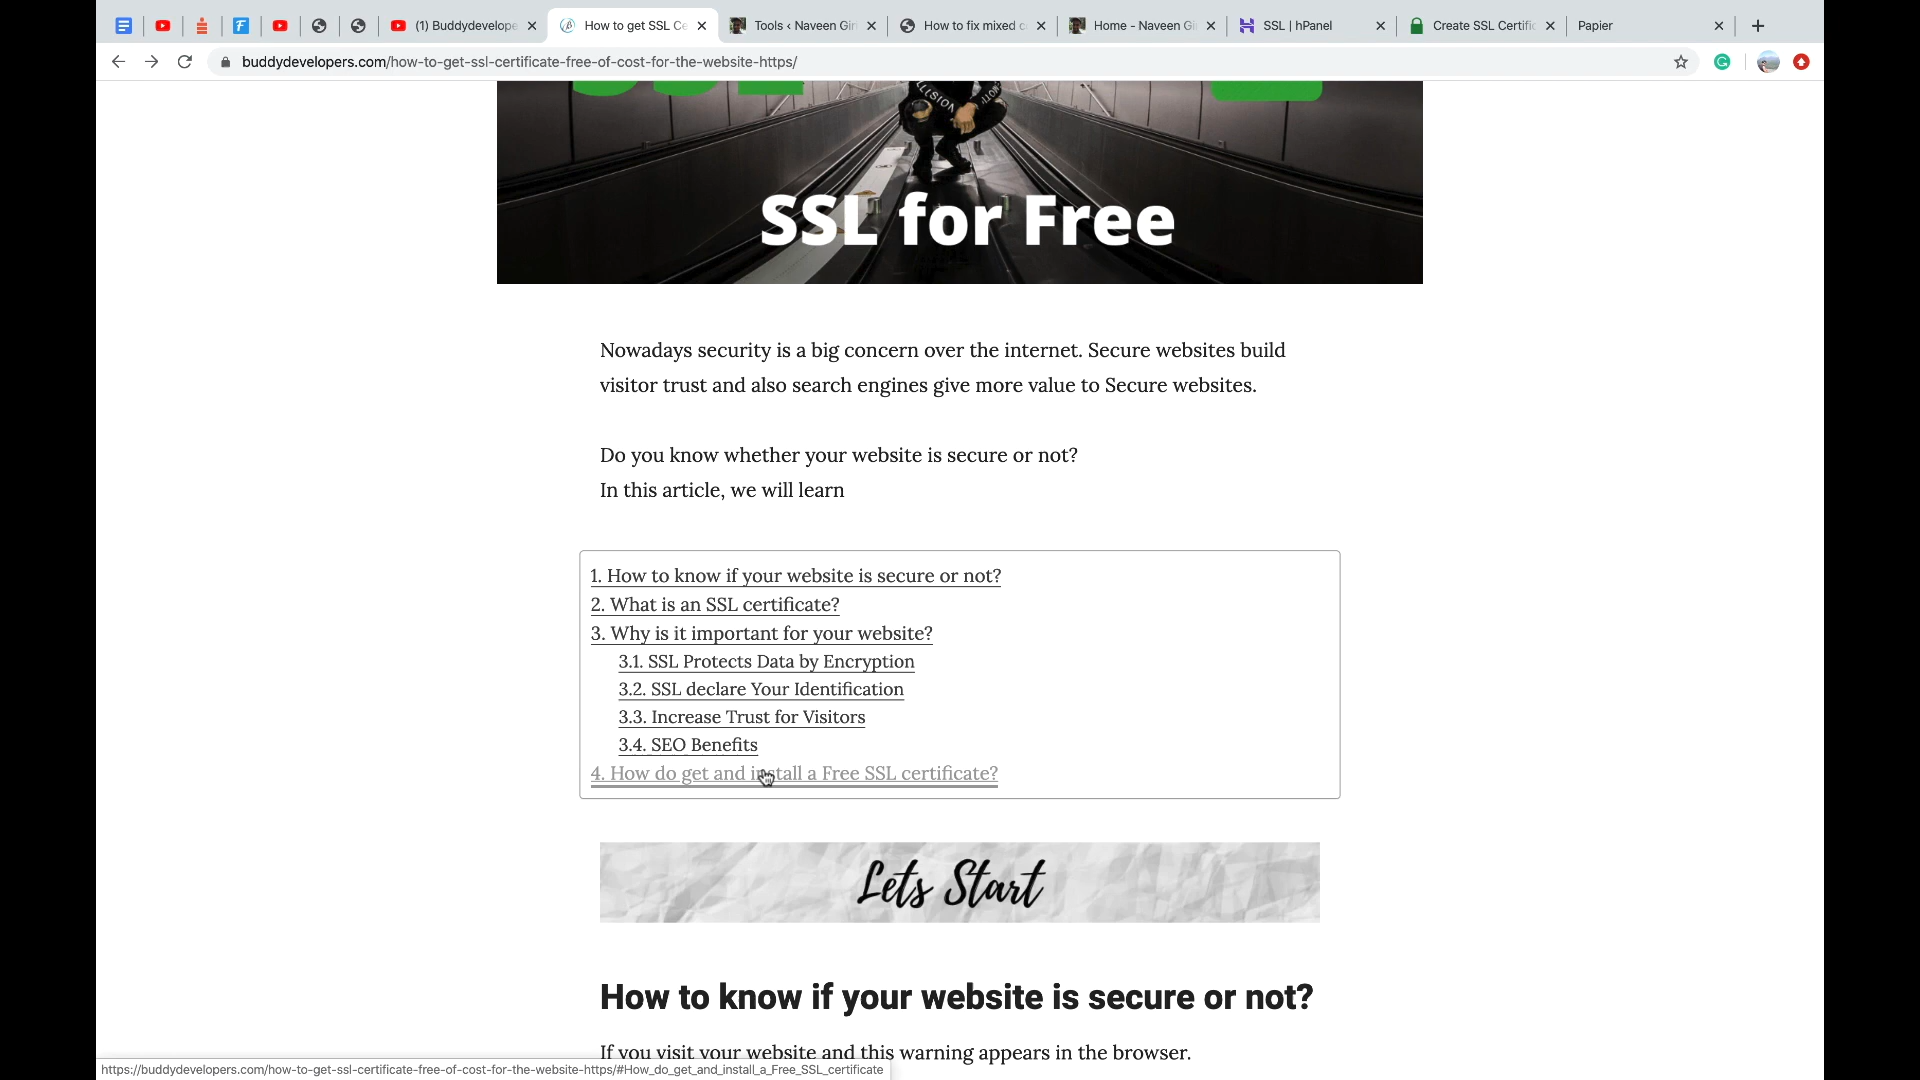 (1) Buddydevelope
How to get SSL Ce
Tools ‹ Naveen Giri
How to fix mixed c
Home - Naveen Gi
SSL | hPanel
Create SSL Certific
Papier
buddydevelopers.com/how-to-get-ssl-certificate-free-of-cost-for-the-website-https/
SSL for Free
Nowadays security is a big concern over the internet. Secure websites build
visitor trust and also search engines give more value to Secure websites.
Do you know whether your website is secure or not?
In this article, we will learn
1. How to know if your website is secure or not?
2. What is an SSL certificate?
3. Why is it important for your website?
3.1. SSL Protects Data by Encryption
3.2. SSL declare Your Identification
3.3. Increase Trust for Visitors
3.4. SEO Benefits
4. How do get and install a Free SSL certificate?
Lets Start
How to know if your website is secure or not?
If you visit your website and this warning appears in the browser.
https://buddydevelopers.com/how-to-get-ssl-certificate-free-of-cost-for-the-website-https/#How_do_get_and_install_a_Free_SSL_certificate